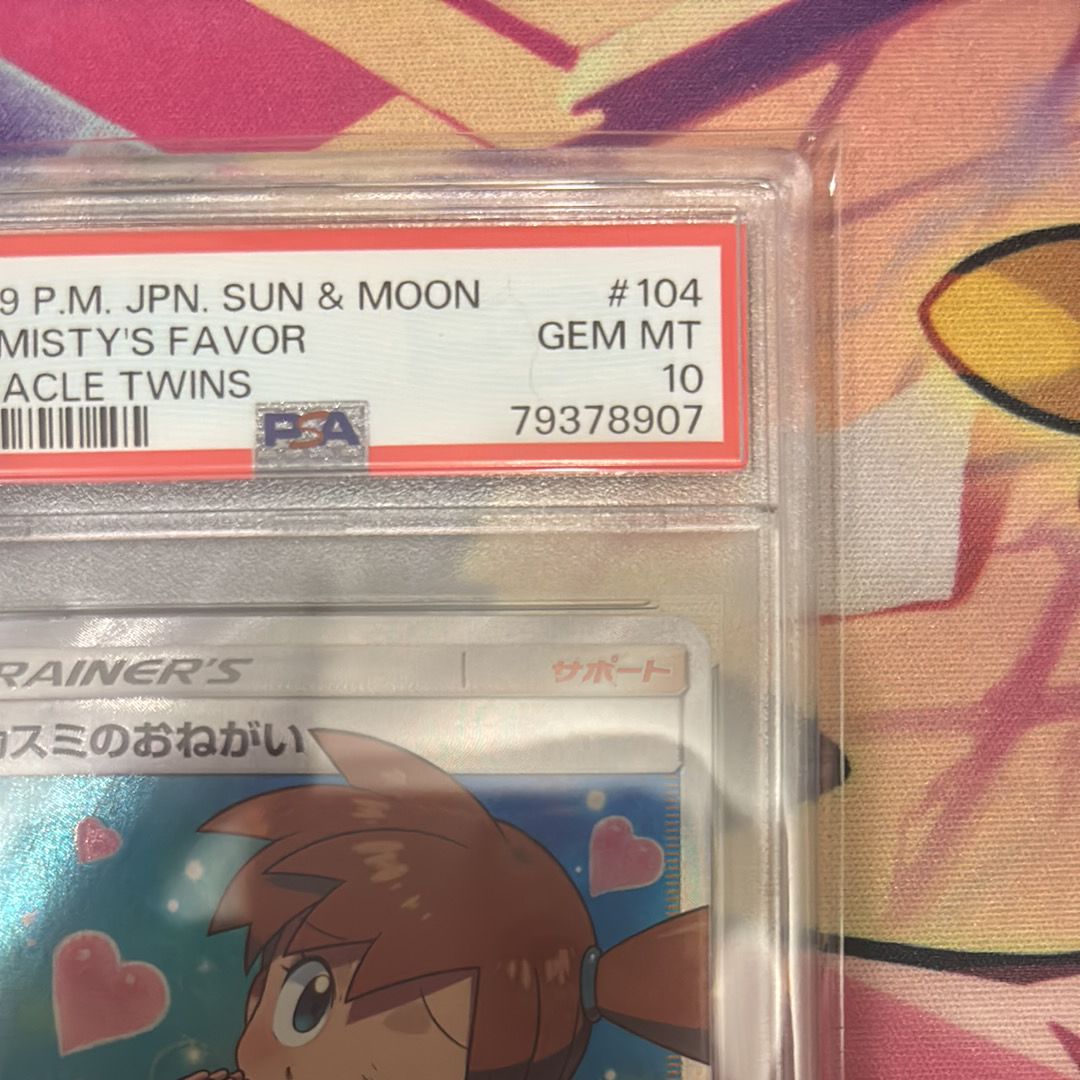 9 P.M. JPN. SUN & MOON #104
MISTY'S FAVOR GEM MT
ACLE TWINS 10
PSA 79378907
RAINER'S サポート
カスミのおねがい